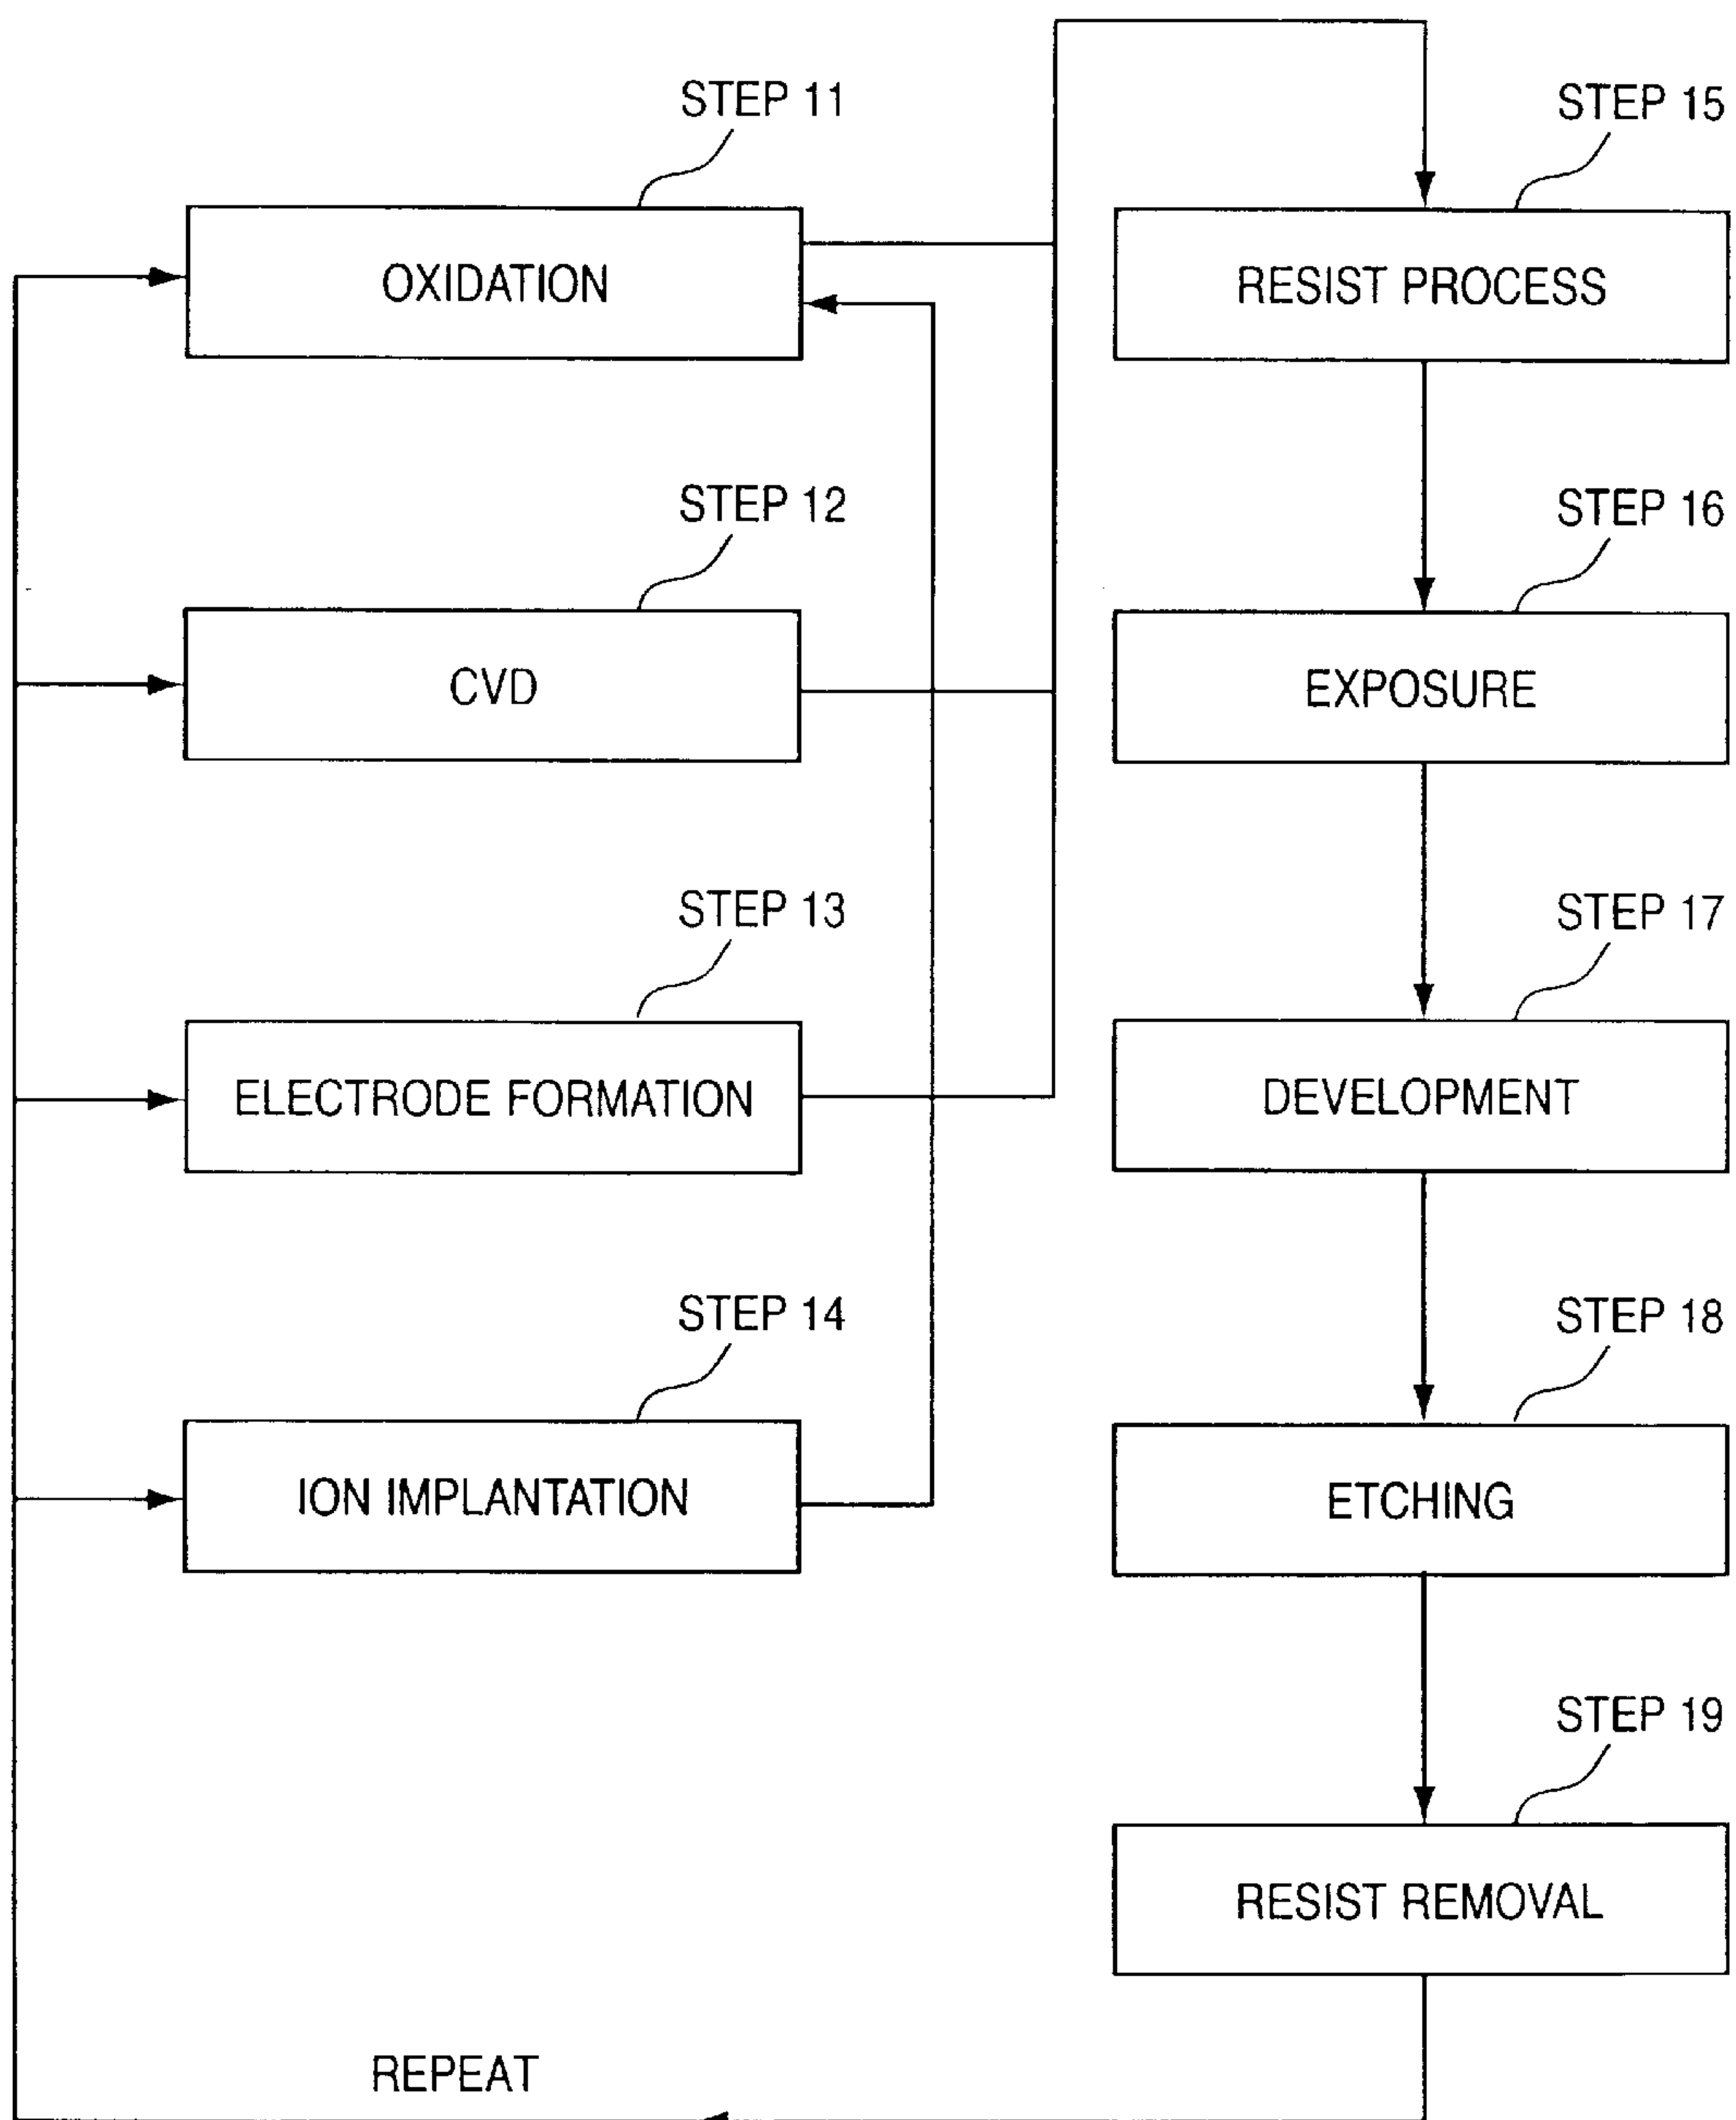 STEP 11
OXIDATION
STEP 12
CVD
STEP 13
ELECTRODE FORMATION
STEP 14
ION IMPLANTATION
STEP 15
RESIST PROCESS
STEP 16
EXPOSURE
STEP 17
DEVELOPMENT
STEP 18
ETCHING
STEP 19
RESIST REMOVAL
REPEAT